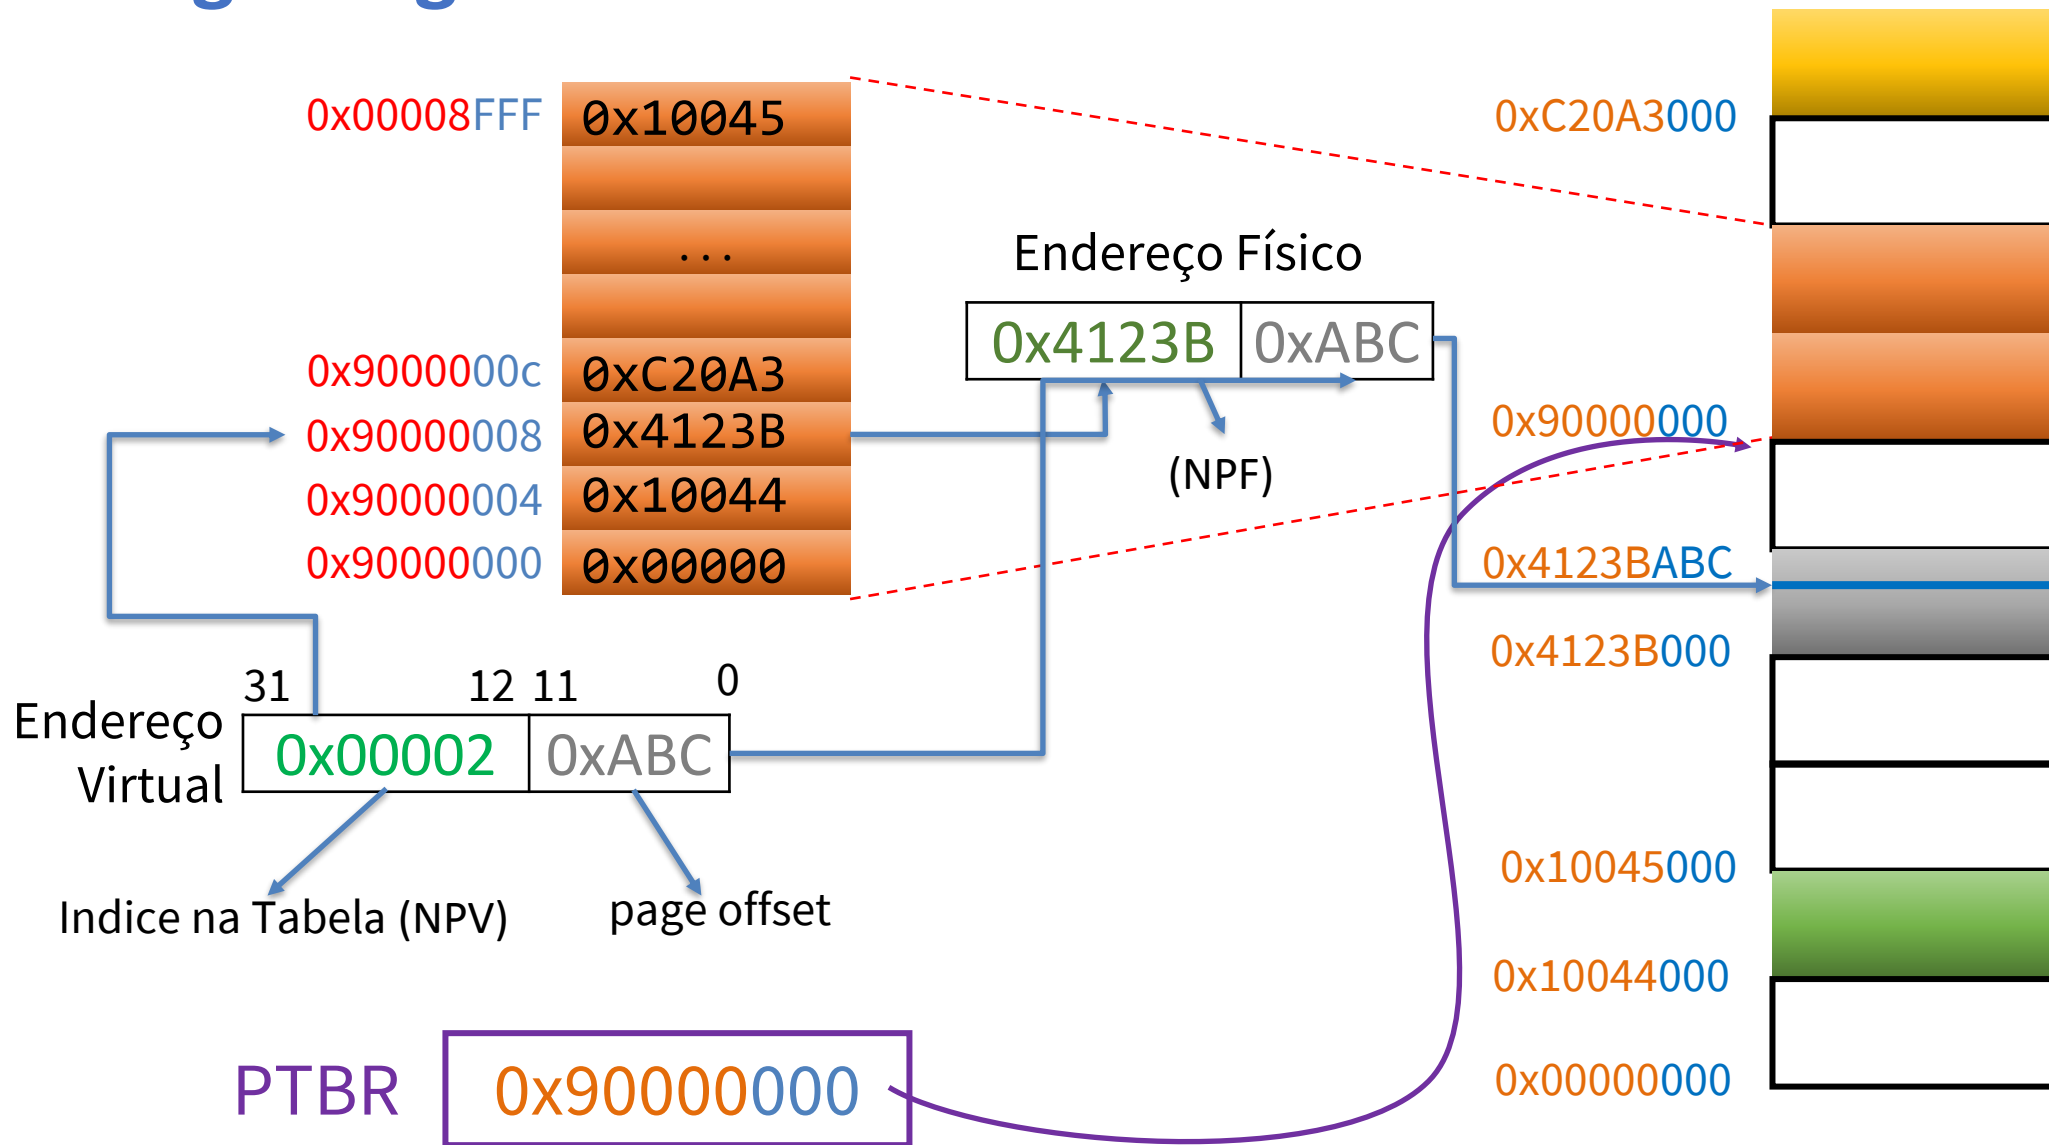 0x00008FFF 0x10045
...
0x9000000c 0xC20A3
0x90000008 0x4123B
0x90000004 0x10044
0x90000000 0x00000
Endereço Físico
0x4123B 0xABC
(NPF)
31 12 11 0
Endereço
Virtual
0x00002 0xABC
Indice na Tabela (NPV)
page offset
PTBR 0x90000000
0xC20A3000
0x90000000
0x4123BABC
0x4123B000
0x10045000
0x10044000
0x00000000